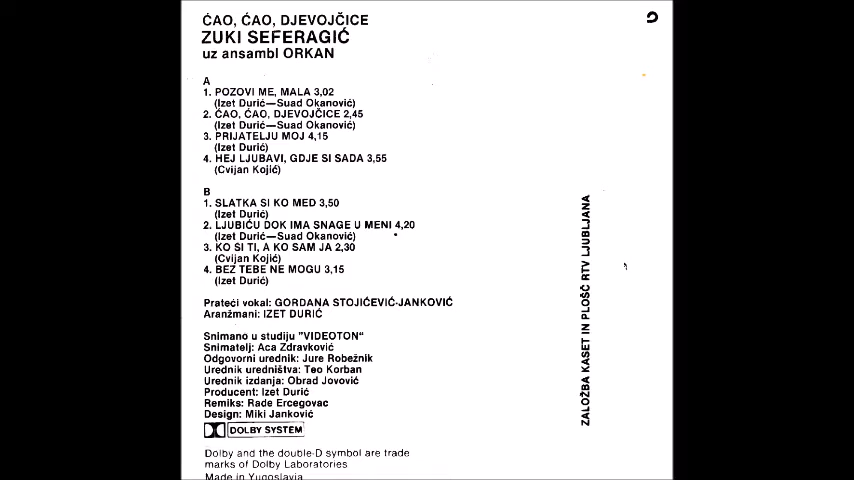 ĆAO, ĆAO, DJEVOJČICE
ZUKI SEFERAGIĆ
uz ansambl ORKAN
A
1. POZOVI ME, MALA 3,02
(Izet Durić—Suad Okanović)
2. ĆAO, ĆAO, DJEVOJČICE 2,45
(Izet Durić—Suad Okanović)
3. PRIJATELJU MOJ 4,15
(Izet Durić)
4. HEJ LJUBAVI, GDJE SI SADA 3,55
(Cvijan Kojić)
B
1. SLATKA SI KO MED 3,50
(Izet Durić)
2. LJUBIĆU DOK IMA SNAGE U MENI 4,20
(Izet Durić—Suad Okanović)
3. KO SI TI, A KO SAM JA 2,30
(Cvijan Kojić)
4. BEZ TEBE NE MOGU 3,15
(Izet Durić)
Prateći vokal: GORDANA STOJIĆEVIĆ-JANKOVIĆ
Aranžmani: IZET DURIĆ
Snimano u studiju "VIDEOTON"
Snimatelj: Aca Zdravković
Odgovorni urednik: Jure Robežnik
Urednik uredništva: Teo Korban
Urednik izdanja: Obrad Jovović
Producent: Izet Durić
Remiks: Rade Ercegovac
Design: Miki Janković
DOLBY SYSTEM
Dolby and the double-D symbol are trade
marks of Dolby Laboratories
Made in Yugoslavia
ZALOŽBA KASET IN PLOŠČ RTV LJUBLJANA